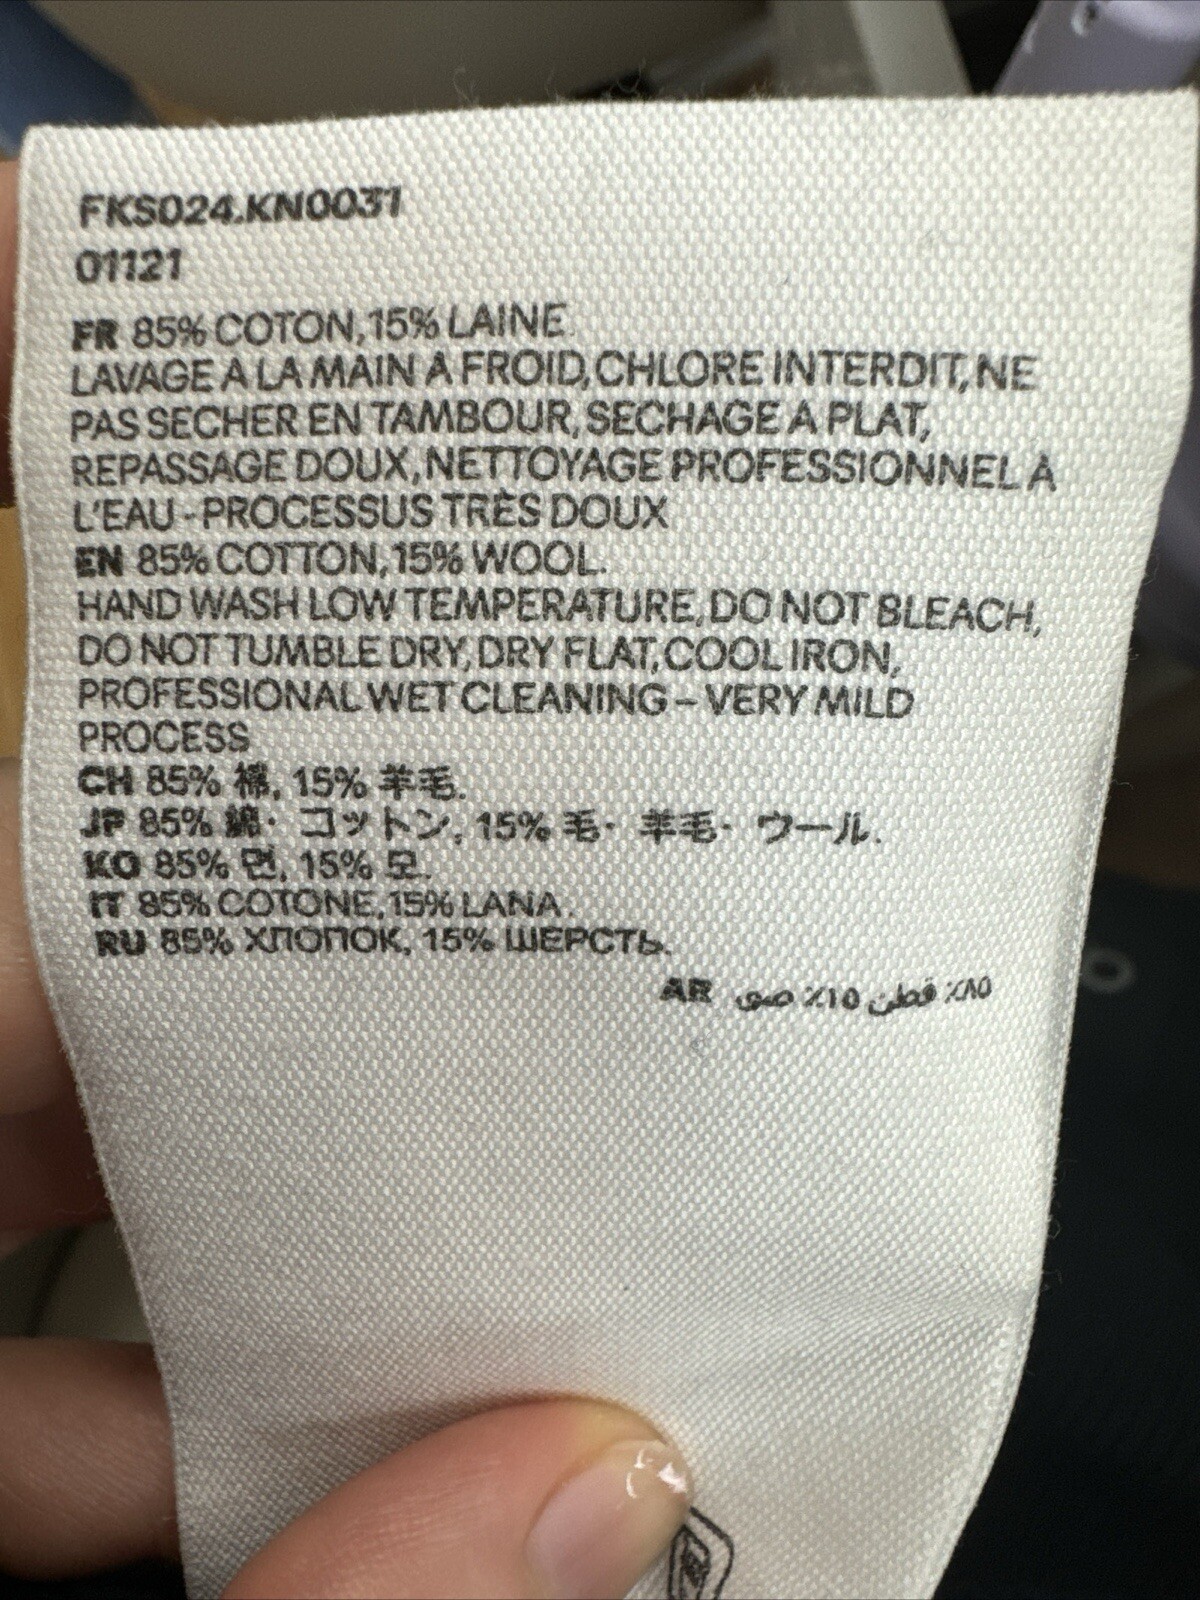 FKS024.KN0031
01121
FR 85% COTON, 15% LAINE.
LAVAGE A LA MAIN A FROID, CHLORE INTERDIT, NE
PAS SECHER EN TAMBOUR, SECHAGE A PLAT,
REPASSAGE DOUX, NETTOYAGE PROFESSIONNEL À
L'EAU - PROCESSUS TRÈS DOUX
EN 85% COTTON, 15% WOOL.
HAND WASH LOW TEMPERATURE, DO NOT BLEACH,
DO NOT TUMBLE DRY, DRY FLAT, COOL IRON,
PROFESSIONAL WET CLEANING – VERY MILD
PROCESS
CH 85% 棉, 15% 羊毛.
JP 85% 綿・ コットン, 15% 毛・ 羊毛・ ウール.
KO 85% 면, 15% 모.
IT 85% COTONE, 15% LANA.
RU 85% ХЛОПОК, 15% ШЕРСТЬ.
AR ٨٥٪ قطن ١٥٪ صو